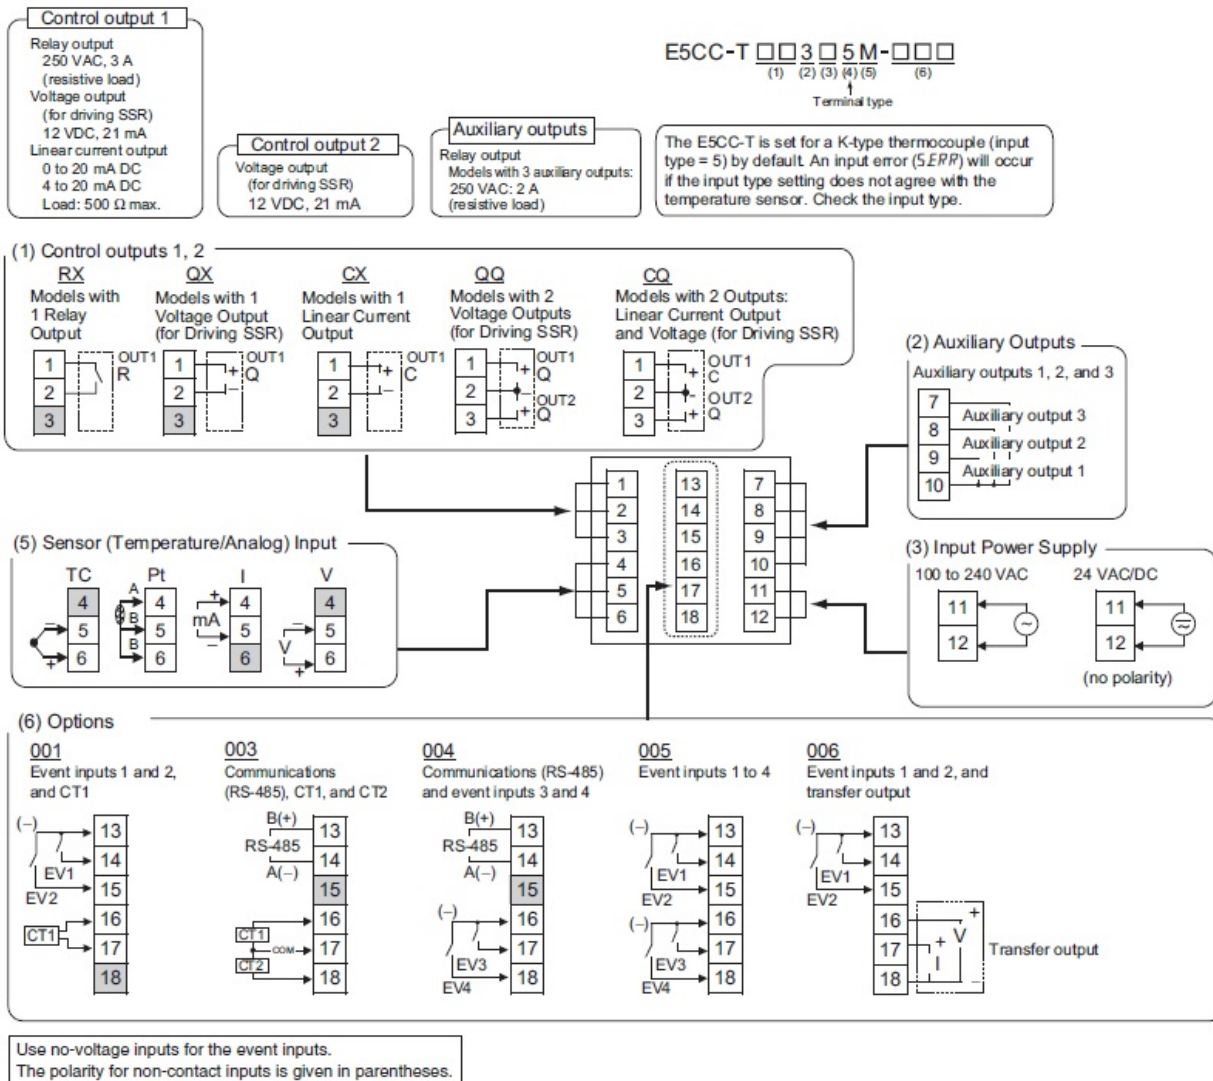 Control output 1
Relay output
250 VAC, 3 A
(resistive load)
Voltage output
(for driving SSR)
12 VDC, 21 mA
Linear current output
0 to 20 mA DC
4 to 20 mA DC
Load: 500 Ω max.
Control output 2
Voltage output
(for driving SSR)
12 VDC, 21 mA
Auxiliary outputs
Relay output
Models with 3 auxiliary outputs:
250 VAC: 2 A
(resistive load)
E5CC-T □□ 3 □ 5 M-□□□
(1) (2) (3) (4) (5) (6)
Terminal type
The E5CC-T is set for a K-type thermocouple (input
type = 5) by default. An input error (S.ERR) will occur
if the input type setting does not agree with the
temperature sensor. Check the input type.
(1) Control outputs 1, 2
RX
Models with
1 Relay
Output
1
2
3
OUT1
R
QX
Models with 1
Voltage Output
(for Driving SSR)
1
2
3
+
−
OUT1
Q
CX
Models with 1
Linear Current
Output
1
2
3
+
−
OUT1
C
QQ
Models with 2
Voltage Outputs
(for Driving SSR)
1
2
3
+
−
+
OUT1
Q
OUT2
Q
CQ
Models with 2 Outputs:
Linear Current Output
and Voltage (for Driving SSR)
1
2
3
+
-
+
OUT1
C
OUT2
Q
(2) Auxiliary Outputs
Auxiliary outputs 1, 2, and 3
7
Auxiliary output 3
8
Auxiliary output 2
9
Auxiliary output 1
10
1 13 7
2 14 8
3 15 9
4 16 10
5 17 11
6 18 12
(5) Sensor (Temperature/Analog) Input
TC
4
− 5
+ 6
Pt
A 4
B 5
B 6
I
+ 4
mA 5
− 6
V
4
− 5
V
+ 6
(3) Input Power Supply
100 to 240 VAC
11
12
24 VAC/DC
11
12
(no polarity)
(6) Options
001
Event inputs 1 and 2,
and CT1
(−) 13
14
EV1
EV2 15
16
CT1
17
18
003
Communications
(RS-485), CT1, and CT2
B(+) 13
RS-485
14
A(−)
15
16
CT1
COM 17
CT2
18
004
Communications (RS-485)
and event inputs 3 and 4
B(+) 13
RS-485
14
A(−)
15
(−) 16
17
EV3
EV4 18
005
Event inputs 1 to 4
(−) 13
14
EV1
EV2 15
(−) 16
17
EV3
EV4 18
006
Event inputs 1 and 2, and
transfer output
(−) 13
14
EV1
EV2 15
16 +
V
17 +
I
18 −
Transfer output
Use no-voltage inputs for the event inputs.
The polarity for non-contact inputs is given in parentheses.